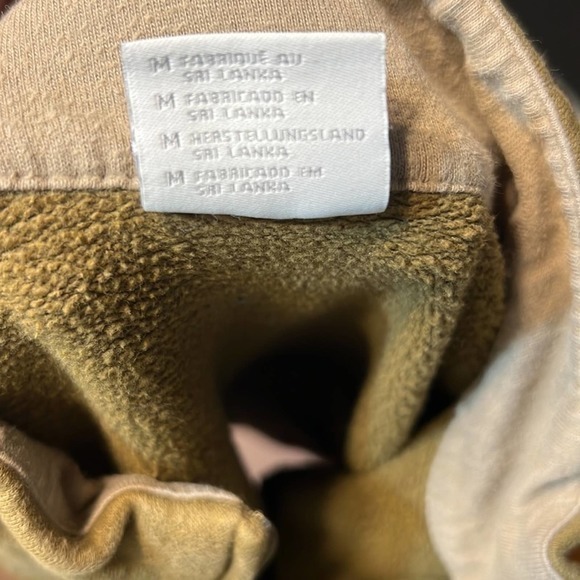 M FABRIQUÉ AU
SRI LANKA
M FABRICADO EN
SRI LANKA
M HERSTELLUNGSLAND
SRI LANKA
M FABRICADO EM
SRI LANKA